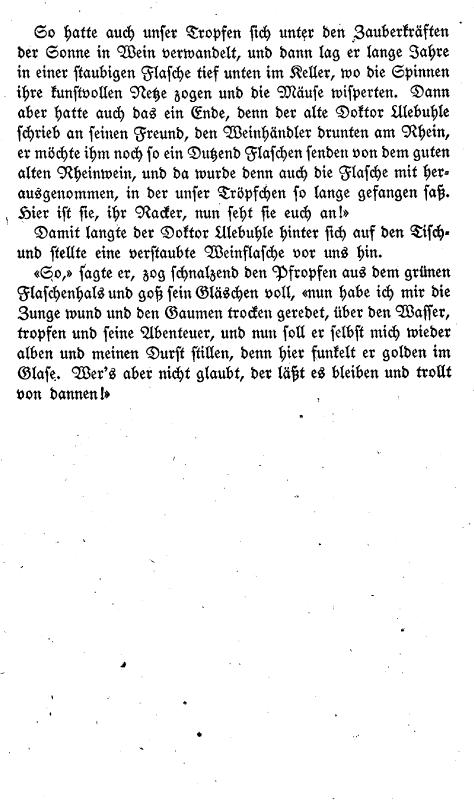 So hatte auch unser Tropfen sich unter den Zauberkräften
der Sonne in Wein verwandelt, und dann lag er lange Jahre
in einer staubigen Flasche tief unten im Keller, wo die Spinnen
ihre kunstvollen Netze zogen und die Mäuse wisperten. Dann
aber hatte auch das ein Ende, denn der alte Doktor Ulebuhle
schrieb an seinen Freund, den Weinhändler drunten am Rhein,
er möchte ihm noch so ein Dutzend Flaschen senden von dem guten
alten Rheinwein, und da wurde denn auch die Flasche mit her-
ausgenommen, in der unser Tröpfchen so lange gefangen saß.
Hier ist sie, ihr Racker, nun seht sie euch an!»
Damit langte der Doktor Ulebuhle hinter sich auf den Tisch-
und stellte eine verstaubte Weinflasche vor uns hin.
«So,» sagte er, zog schnalzend den Pfropfen aus dem grünen
Flaschenhals und goß sein Gläschen voll, «nun habe ich mir die
Zunge wund und den Gaumen trocken geredet, über den Wasser,
tropfen und seine Abenteuer, und nun soll er selbst mich wieder
alben und meinen Durst stillen, denn hier funkelt er golden im
Glase. Wer's aber nicht glaubt, der läßt es bleiben und trollt
von dannen!»